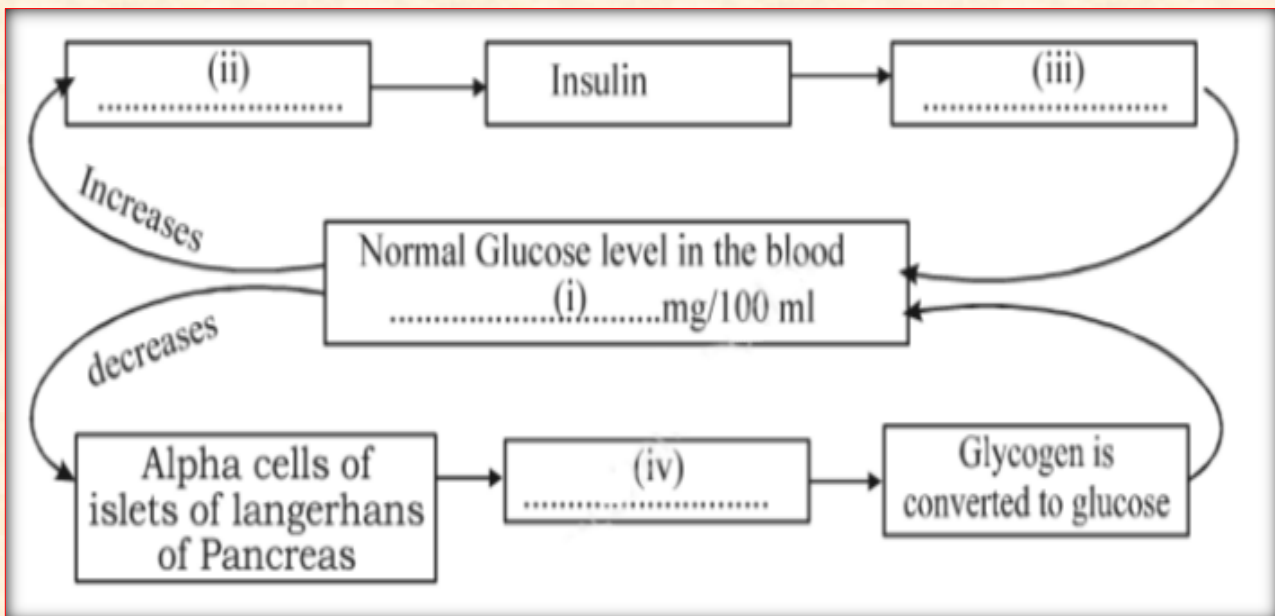 (ii)
............................
Insulin
(iii)
............................
Increases
Normal Glucose level in the blood
...................(i)............mg/100 ml
decreases
Alpha cells of
islets of langerhans
of Pancreas
(iv)
............................
Glycogen is
converted to glucose